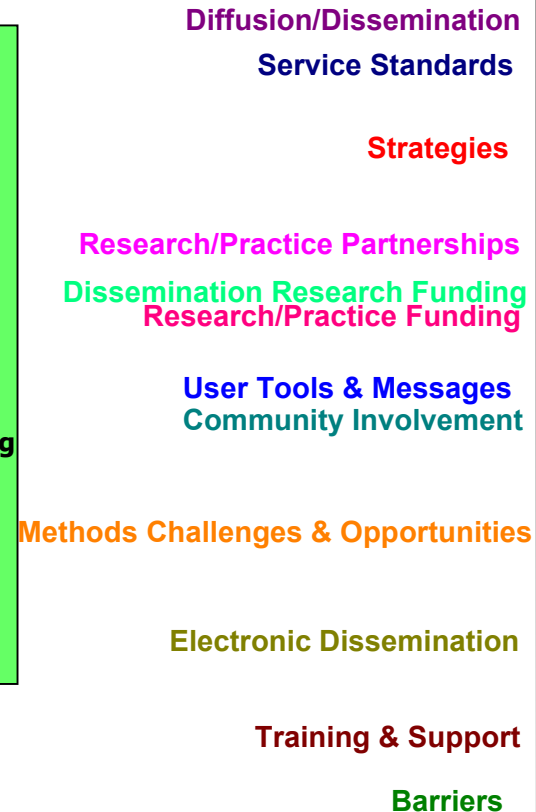 Diffusion/Dissemination
Service Standards
Strategies
Research/Practice Partnerships
Dissemination Research Funding
Research/Practice Funding
User Tools & Messages
Community Involvement
g
Methods Challenges & Opportunities
Electronic Dissemination
Training & Support
Barriers